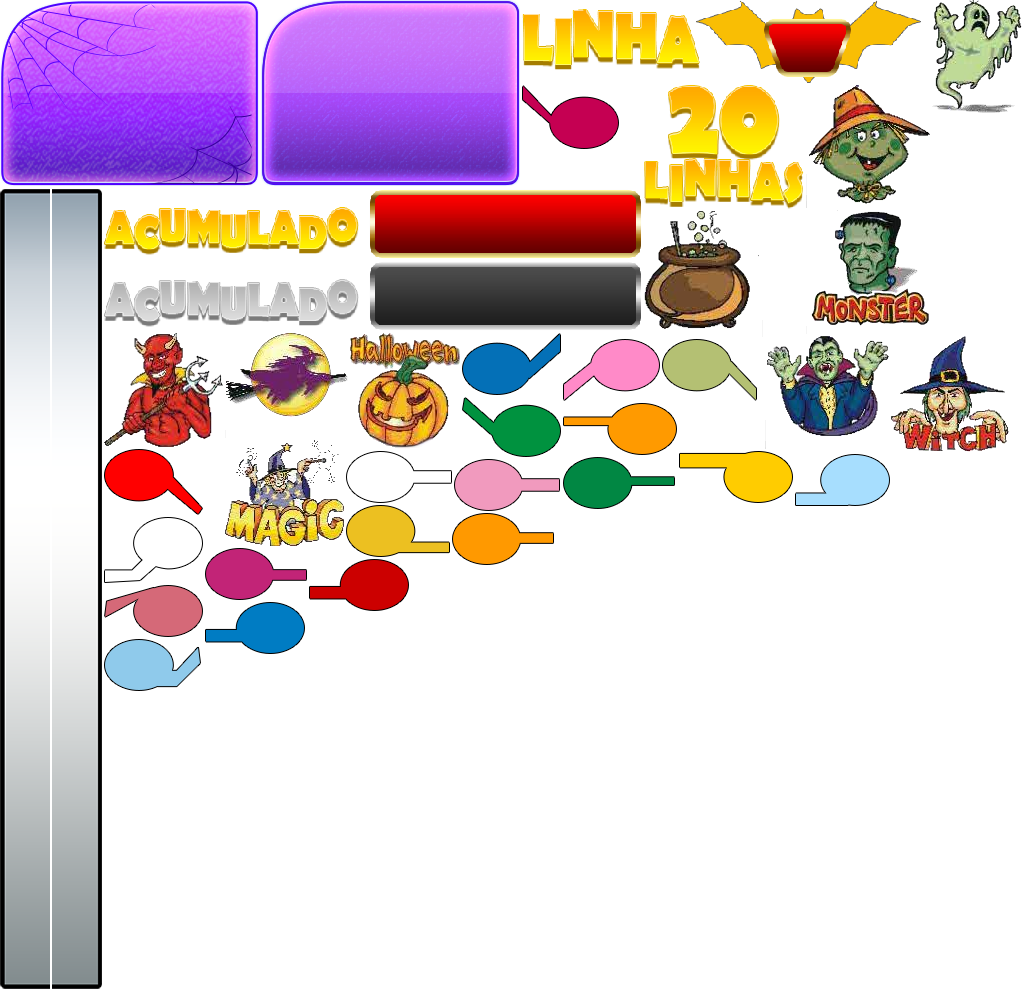 LINHA
20
LINHAS
ACUMULADO
ACUMULADO
MONSTER
Halloween
WITCH
MAGIC